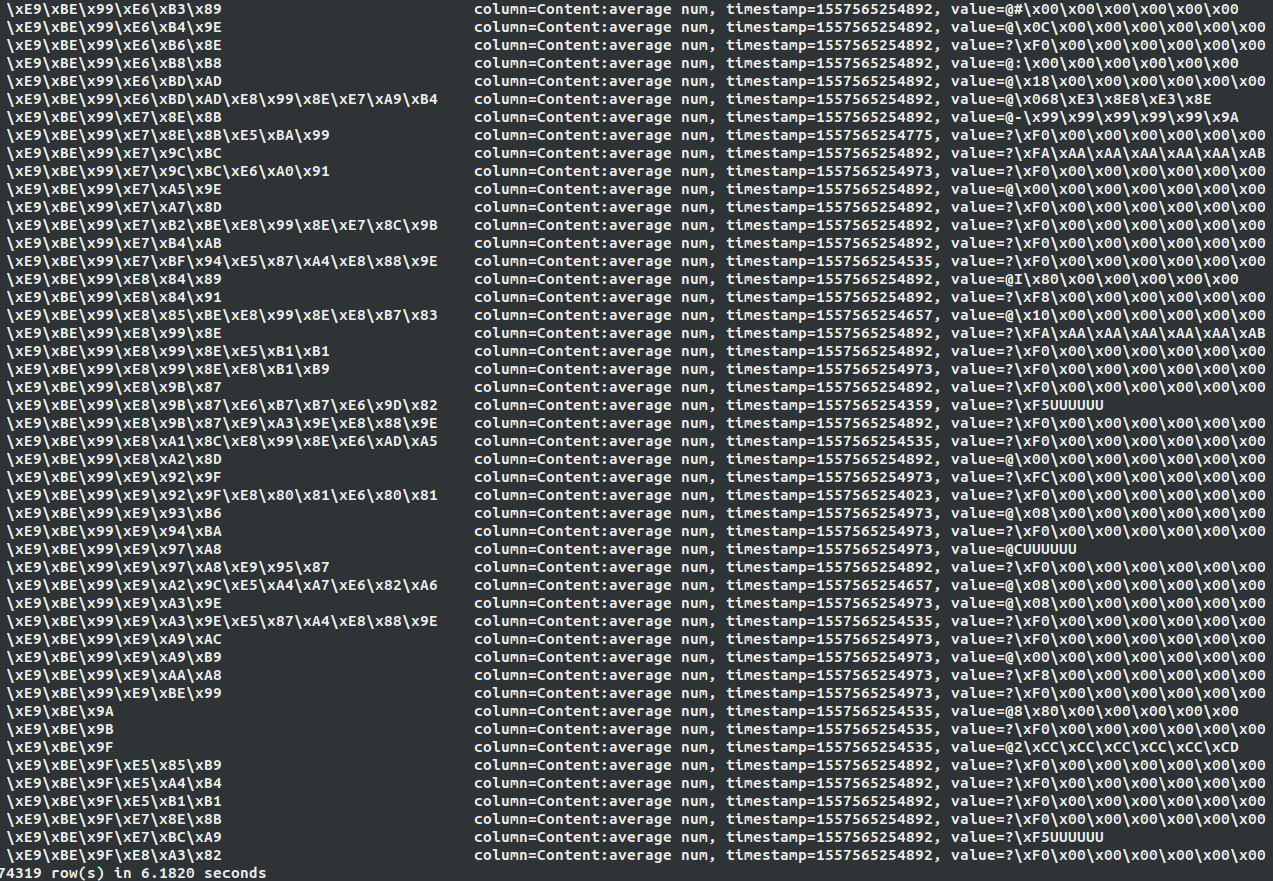 \xE9\xBE\x99\xE6\xB3\x89 column=Content:average num, timestamp=1557565254892, value=@#\x00\x00\x00\x00\x00\x00
\xE9\xBE\x99\xE6\xB4\x9E column=Content:average num, timestamp=1557565254892, value=@\x0C\x00\x00\x00\x00\x00\x00
\xE9\xBE\x99\xE6\xB6\x8E column=Content:average num, timestamp=1557565254892, value=?\xF0\x00\x00\x00\x00\x00\x00
\xE9\xBE\x99\xE6\xB8\xB8 column=Content:average num, timestamp=1557565254892, value=@:\x00\x00\x00\x00\x00\x00
\xE9\xBE\x99\xE6\xBD\xAD column=Content:average num, timestamp=1557565254892, value=@\x18\x00\x00\x00\x00\x00\x00
\xE9\xBE\x99\xE6\xBD\xAD\xE8\x99\x8E\xE7\xA9\xB4 column=Content:average num, timestamp=1557565254892, value=@\x068\xE3\x8E8\xE3\x8E
\xE9\xBE\x99\xE7\x8E\x8B column=Content:average num, timestamp=1557565254892, value=@-\x99\x99\x99\x99\x99\x9A
\xE9\xBE\x99\xE7\x8E\x8B\xE5\xBA\x99 column=Content:average num, timestamp=1557565254775, value=?\xF0\x00\x00\x00\x00\x00\x00
\xE9\xBE\x99\xE7\x9C\xBC column=Content:average num, timestamp=1557565254892, value=?\xFA\xAA\xAA\xAA\xAA\xAA\xAB
\xE9\xBE\x99\xE7\x9C\xBC\xE6\xA0\x91 column=Content:average num, timestamp=1557565254973, value=?\xF0\x00\x00\x00\x00\x00\x00
\xE9\xBE\x99\xE7\xA5\x9E column=Content:average num, timestamp=1557565254892, value=@\x00\x00\x00\x00\x00\x00\x00
\xE9\xBE\x99\xE7\xA7\x8D column=Content:average num, timestamp=1557565254892, value=?\xF0\x00\x00\x00\x00\x00\x00
\xE9\xBE\x99\xE7\xB2\xBE\xE8\x99\x8E\xE7\x8C\x9B column=Content:average num, timestamp=1557565254892, value=?\xF0\x00\x00\x00\x00\x00\x00
\xE9\xBE\x99\xE7\xB4\xAB column=Content:average num, timestamp=1557565254892, value=?\xF0\x00\x00\x00\x00\x00\x00
\xE9\xBE\x99\xE7\xBF\x94\xE5\x87\xA4\xE8\x88\x9E column=Content:average num, timestamp=1557565254535, value=?\xF0\x00\x00\x00\x00\x00\x00
\xE9\xBE\x99\xE8\x84\x89 column=Content:average num, timestamp=1557565254892, value=@I\x80\x00\x00\x00\x00\x00
\xE9\xBE\x99\xE8\x84\x91 column=Content:average num, timestamp=1557565254892, value=?\xF8\x00\x00\x00\x00\x00\x00
\xE9\xBE\x99\xE8\x85\xBE\xE8\x99\x8E\xE8\xB7\x83 column=Content:average num, timestamp=1557565254657, value=@\x10\x00\x00\x00\x00\x00\x00
\xE9\xBE\x99\xE8\x99\x8E column=Content:average num, timestamp=1557565254892, value=?\xFA\xAA\xAA\xAA\xAA\xAA\xAB
\xE9\xBE\x99\xE8\x99\x8E\xE5\xB1\xB1 column=Content:average num, timestamp=1557565254892, value=?\xF0\x00\x00\x00\x00\x00\x00
\xE9\xBE\x99\xE8\x99\x8E\xE8\xB1\xB9 column=Content:average num, timestamp=1557565254973, value=?\xF0\x00\x00\x00\x00\x00\x00
\xE9\xBE\x99\xE8\x9B\x87 column=Content:average num, timestamp=1557565254892, value=?\xF0\x00\x00\x00\x00\x00\x00
\xE9\xBE\x99\xE8\x9B\x87\xE6\xB7\xB7\xE6\x9D\x82 column=Content:average num, timestamp=1557565254359, value=?\xF5UUUUUU
\xE9\xBE\x99\xE8\x9B\x87\xE9\xA3\x9E\xE8\x88\x9E column=Content:average num, timestamp=1557565254892, value=?\xF0\x00\x00\x00\x00\x00\x00
\xE9\xBE\x99\xE8\xA1\x8C\xE8\x99\x8E\xE6\xAD\xA5 column=Content:average num, timestamp=1557565254535, value=?\xF0\x00\x00\x00\x00\x00\x00
\xE9\xBE\x99\xE8\xA2\x8D column=Content:average num, timestamp=1557565254892, value=@\x00\x00\x00\x00\x00\x00\x00
\xE9\xBE\x99\xE9\x92\x9F column=Content:average num, timestamp=1557565254973, value=?\xFC\x00\x00\x00\x00\x00\x00
\xE9\xBE\x99\xE9\x92\x9F\xE8\x80\x81\xE6\x80\x81 column=Content:average num, timestamp=1557565254023, value=?\xF0\x00\x00\x00\x00\x00\x00
\xE9\xBE\x99\xE9\x93\xB6 column=Content:average num, timestamp=1557565254973, value=@\x08\x00\x00\x00\x00\x00\x00
\xE9\xBE\x99\xE9\x94\xBA column=Content:average num, timestamp=1557565254973, value=?\xF0\x00\x00\x00\x00\x00\x00
\xE9\xBE\x99\xE9\x97\xA8 column=Content:average num, timestamp=1557565254973, value=@CUUUUUU
\xE9\xBE\x99\xE9\x97\xA8\xE9\x95\x87 column=Content:average num, timestamp=1557565254892, value=?\xF0\x00\x00\x00\x00\x00\x00
\xE9\xBE\x99\xE9\xA2\x9C\xE5\xA4\xA7\xE6\x82\xA6 column=Content:average num, timestamp=1557565254657, value=@\x08\x00\x00\x00\x00\x00\x00
\xE9\xBE\x99\xE9\xA3\x9E column=Content:average num, timestamp=1557565254973, value=@\x08\x00\x00\x00\x00\x00\x00
\xE9\xBE\x99\xE9\xA3\x9E\xE5\x87\xA4\xE8\x88\x9E column=Content:average num, timestamp=1557565254535, value=?\xF0\x00\x00\x00\x00\x00\x00
\xE9\xBE\x99\xE9\xA9\xAC column=Content:average num, timestamp=1557565254973, value=?\xF0\x00\x00\x00\x00\x00\x00
\xE9\xBE\x99\xE9\xA9\xB9 column=Content:average num, timestamp=1557565254973, value=@\x00\x00\x00\x00\x00\x00\x00
\xE9\xBE\x99\xE9\xAA\xA8 column=Content:average num, timestamp=1557565254973, value=?\xF8\x00\x00\x00\x00\x00\x00
\xE9\xBE\x99\xE9\xBE\x99 column=Content:average num, timestamp=1557565254973, value=?\xF0\x00\x00\x00\x00\x00\x00
\xE9\xBE\x9A column=Content:average num, timestamp=1557565254535, value=@8\x80\x00\x00\x00\x00\x00
\xE9\xBE\x9B column=Content:average num, timestamp=1557565254535, value=?\xF0\x00\x00\x00\x00\x00\x00
\xE9\xBE\x9F column=Content:average num, timestamp=1557565254535, value=@2\xCC\xCC\xCC\xCC\xCC\xCD
\xE9\xBE\x9F\xE5\x85\xB9 column=Content:average num, timestamp=1557565254892, value=?\xF0\x00\x00\x00\x00\x00\x00
\xE9\xBE\x9F\xE5\xA4\xB4 column=Content:average num, timestamp=1557565254892, value=?\xF0\x00\x00\x00\x00\x00\x00
\xE9\xBE\x9F\xE5\xB1\xB1 column=Content:average num, timestamp=1557565254892, value=?\xF0\x00\x00\x00\x00\x00\x00
\xE9\xBE\x9F\xE7\x8E\x8B column=Content:average num, timestamp=1557565254892, value=?\xF0\x00\x00\x00\x00\x00\x00
\xE9\xBE\x9F\xE7\xBC\xA9 column=Content:average num, timestamp=1557565254892, value=?\xF5UUUUUU
\xE9\xBE\x9F\xE8\xA3\x82 column=Content:average num, timestamp=1557565254892, value=?\xF0\x00\x00\x00\x00\x00\x00
74319 row(s) in 6.1820 seconds